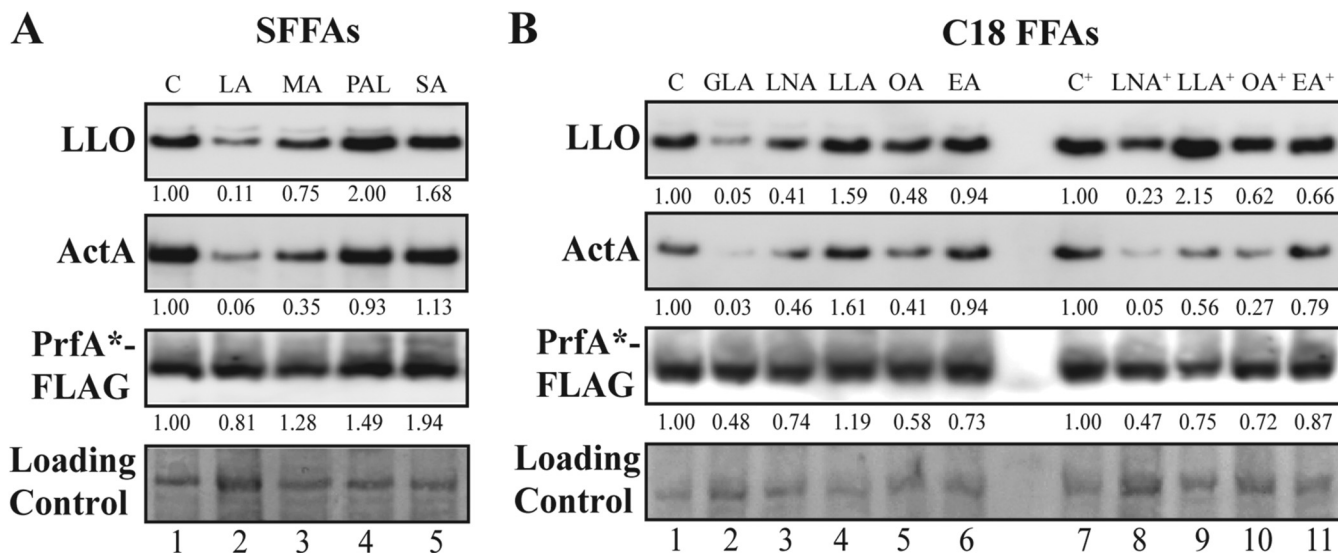 A
SFFAs
C LA MA PAL SA
LLO
1.00 0.11 0.75 2.00 1.68
ActA
1.00 0.06 0.35 0.93 1.13
PrfA*-
FLAG
1.00 0.81 1.28 1.49 1.94
Loading
Control
1 2 3 4 5
B
C18 FFAs
C GLA LNA LLA OA EA C⁺ LNA⁺ LLA⁺ OA⁺ EA⁺
LLO
1.00 0.05 0.41 1.59 0.48 0.94 1.00 0.23 2.15 0.62 0.66
ActA
1.00 0.03 0.46 1.61 0.41 0.94 1.00 0.05 0.56 0.27 0.79
PrfA*-
FLAG
1.00 0.48 0.74 1.19 0.58 0.73 1.00 0.47 0.75 0.72 0.87
Loading
Control
1 2 3 4 5 6 7 8 9 10 11